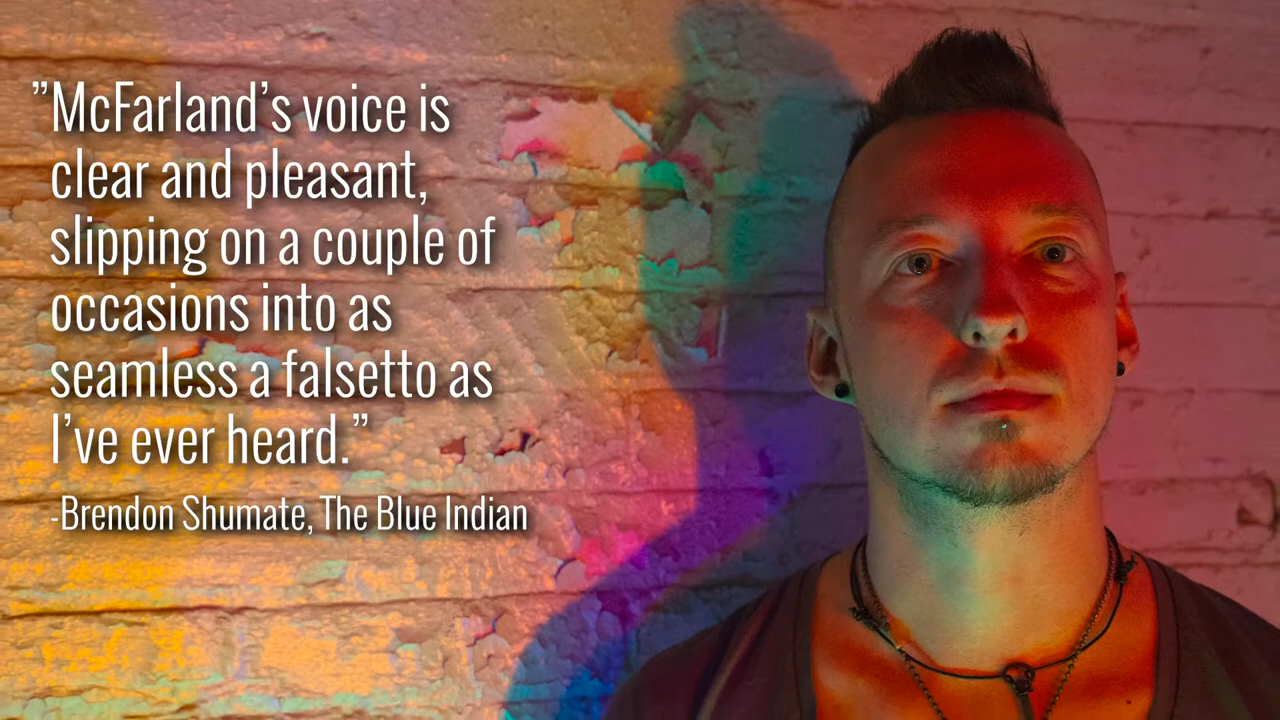 ”McFarland’s voice is
clear and pleasant,
slipping on a couple of
occasions into as
seamless a falsetto as
I’ve ever heard.”
-Brendon Shumate, The Blue Indian